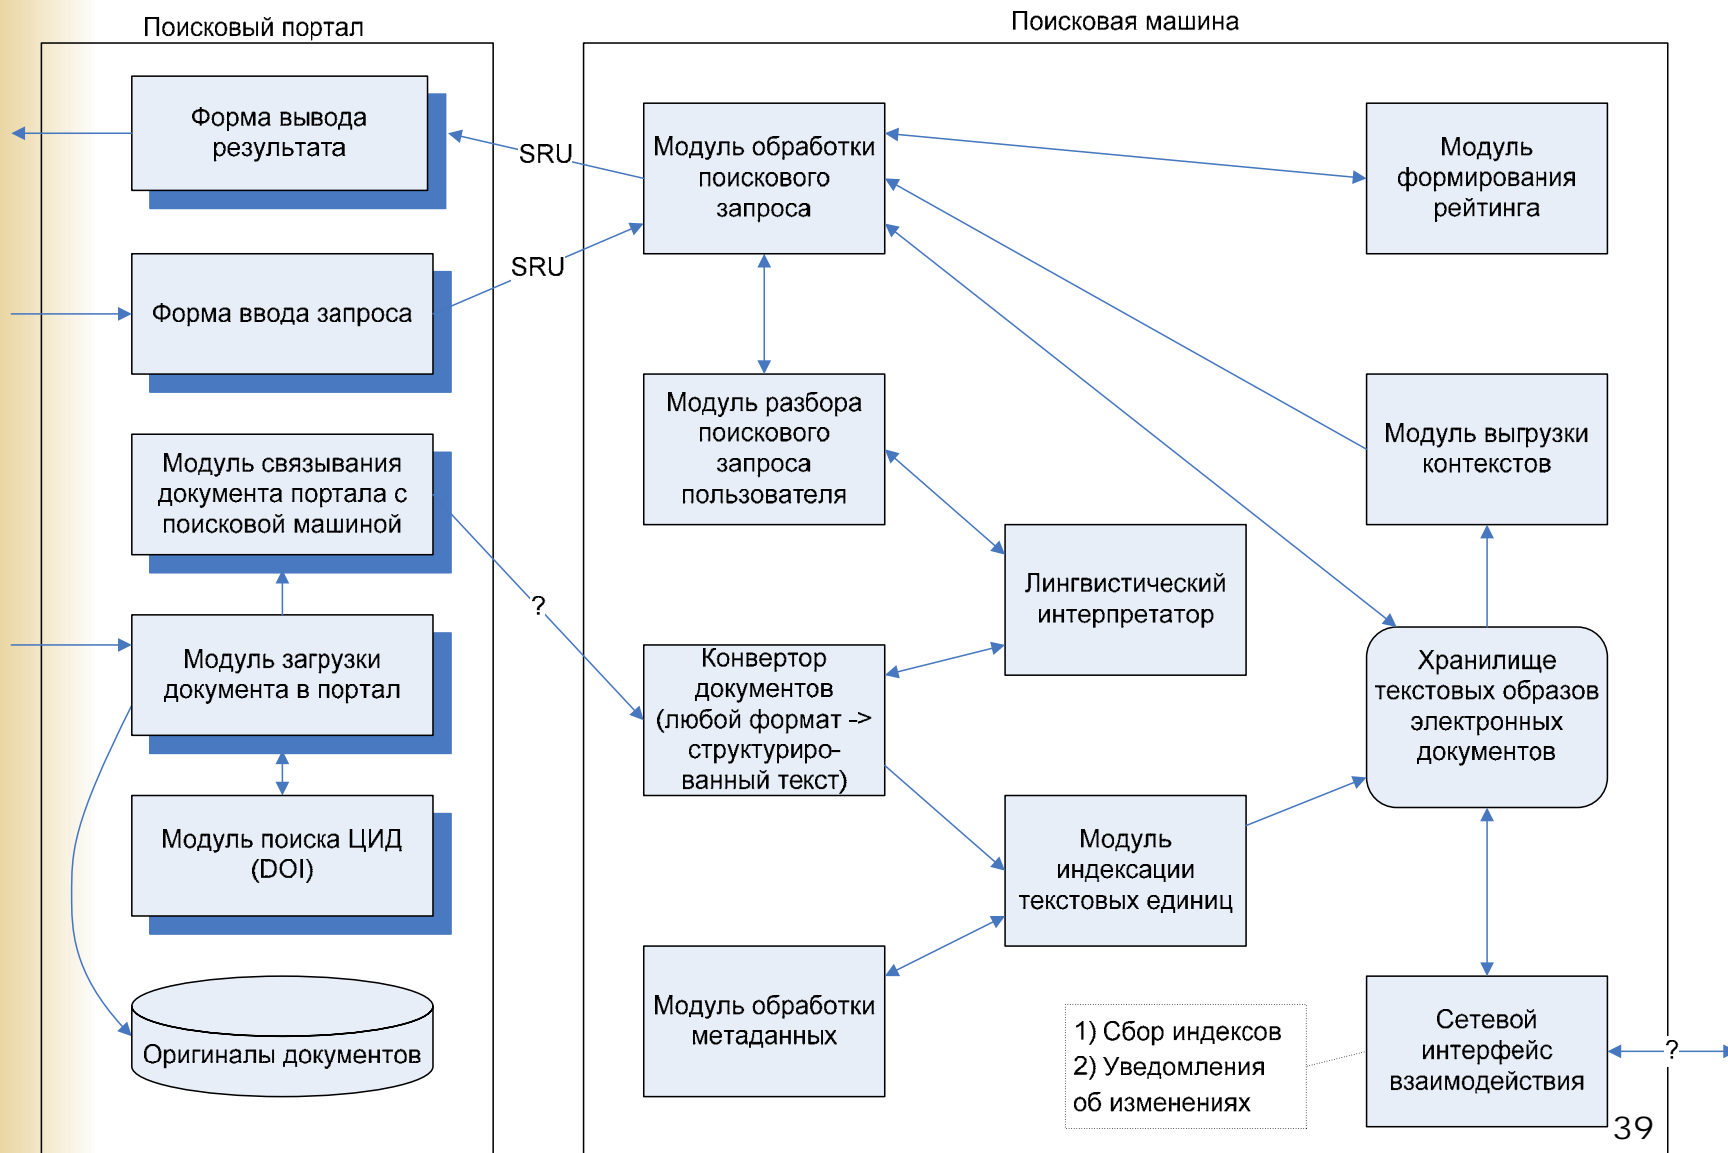 Поисковый портал
Форма вывода
результата
Форма ввода запроса
Модуль связывания
документа портала с
поисковой машиной
Модуль загрузки
документа в портал
Модуль поиска ЦИД
(DOI)
Оригиналы документов
SRU
SRU
?
Поисковая машина
Модуль обработки
поискового
запроса
Модуль
формирования
рейтинга
Модуль разбора
поискового
запроса
пользователя
Модуль выгрузки
контекстов
Лингвистический
интерпретатор
Конвертор
документов
(любой формат ->
структуриро-
ванный текст)
Хранилище
текстовых образов
электронных
документов
Модуль
индексации
текстовых единиц
Модуль обработки
метаданных
1) Сбор индексов
2) Уведомления
об изменениях
Сетевой
интерфейс
взаимодействия
?
39